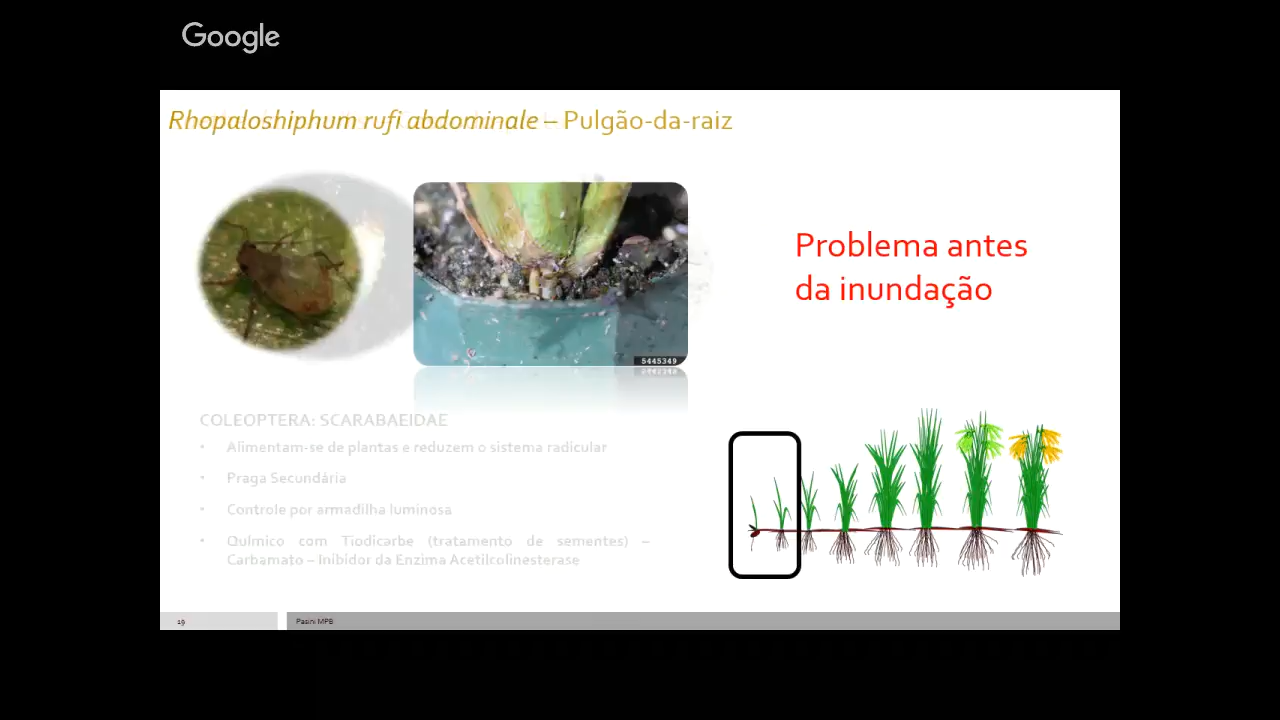 Google
Rhopaloshiphum rufi abdominale – Pulgão-da-raiz
Problema antes
da inundação
5445349
COLEOPTERA: SCARABAEIDAE
• Alimentam-se de plantas e reduzem o sistema radicular
• Praga Secundária
• Controle por armadilha luminosa
• Químico com Tiodicarbe (tratamento de sementes) –
Carbamato – Inibidor da Enzima Acetilcolinesterase
19
Pasini MPB